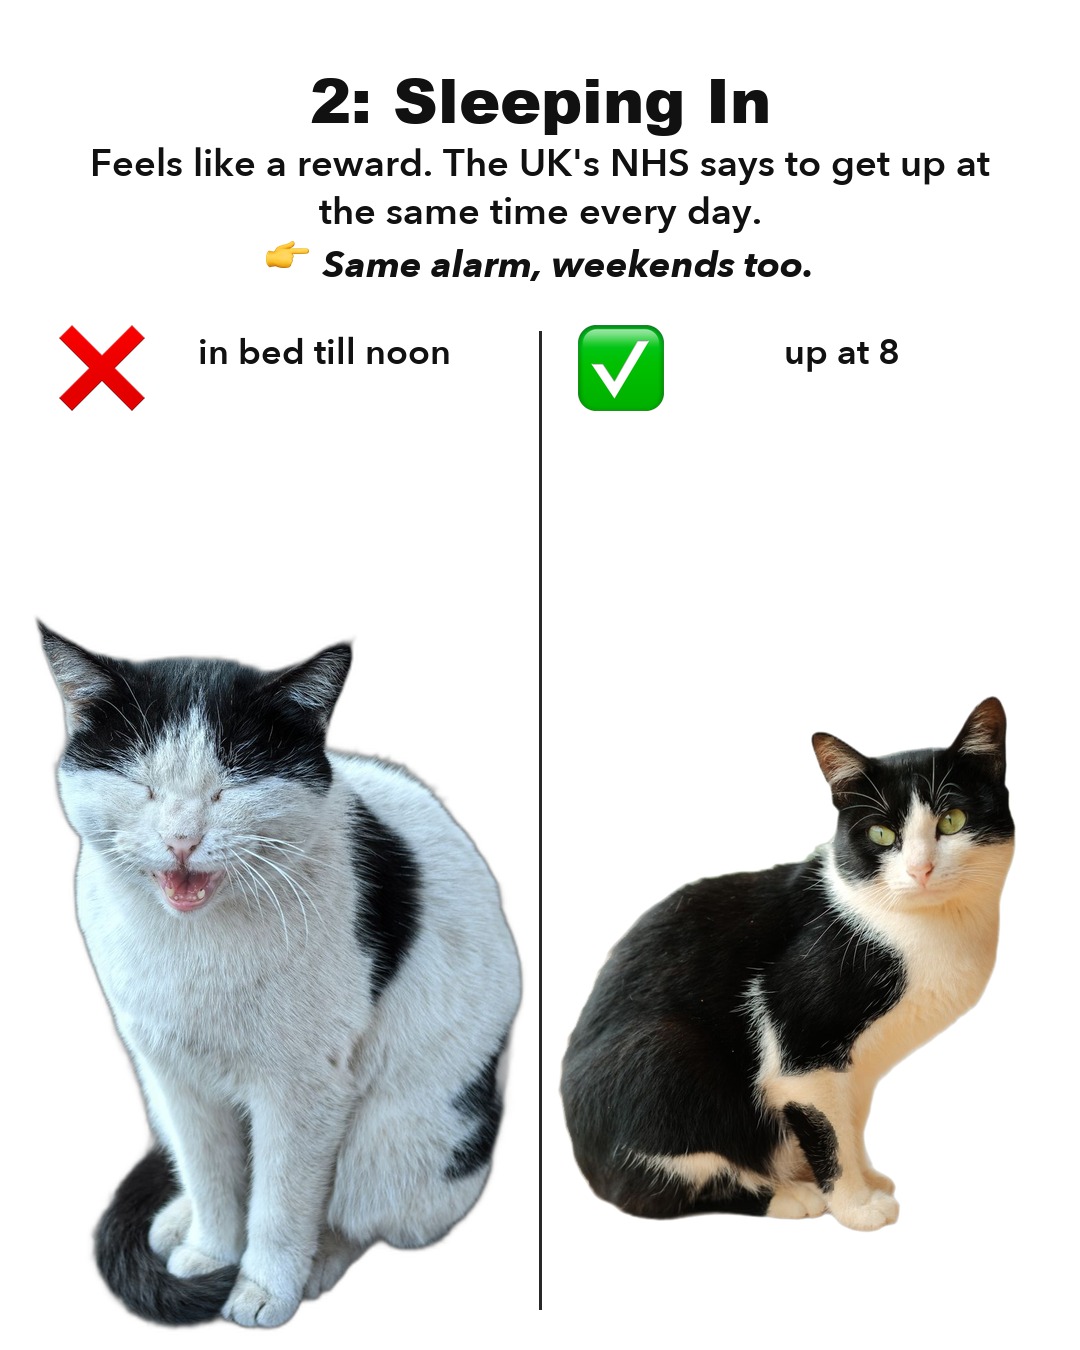 2: Sleeping In
Feels like a reward. The UK's NHS says to get up at
the same time every day.
👉 Same alarm, weekends too.
❌ in bed till noon
✅ up at 8